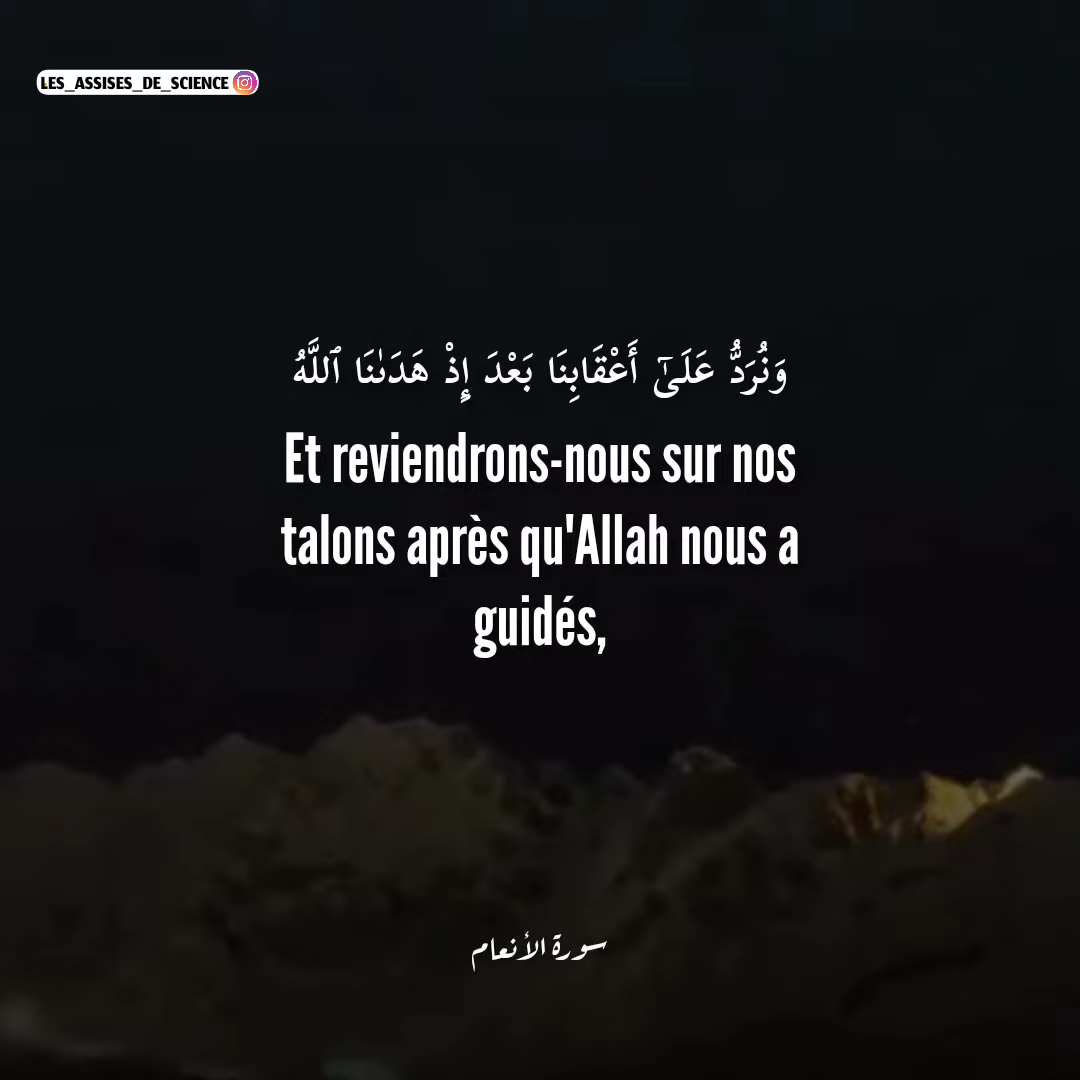 LES_ASSISES_DE_SCIENCE
وَنُرَدُّ عَلَىٰٓ أَعْقَابِنَا بَعْدَ إِذْ هَدَىٰنَا ٱللَّهُ
Et reviendrons-nous sur nos
talons après qu'Allah nous a
guidés,
سورة الأنعام